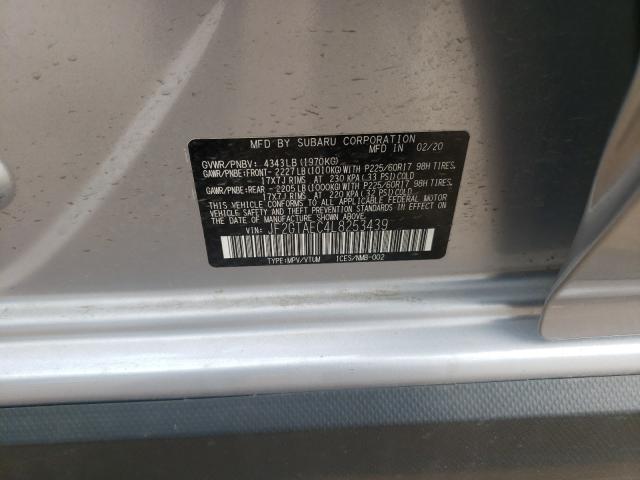 MFD BY SUBARU CORPORATION
MFD IN 02/20
GVWR/PNBV: 4343LB(1970KG)
GAWR/PNBE:FRONT- 2227LB(1010KG)WITH P225/60R17 98H TIRES,
17X7J RIMS AT 230 KPA(33 PSI)COLD
GAWR/PNBE:REAR -2205LB(1000KG)WITH P225/60R17 98H TIRES,
17X7J RIMS AT 220 KPA(32 PSI)COLD
THIS VEHICLE CONFORMS TO ALL APPLICABLE FEDERAL MOTOR
VEHICLE SAFETY, BUMPER, AND THEFT PREVENTION STANDARDS
IN EFFECT ON THE DATE OF MANUFACTURE SHOWN ABOVE.
VIN: JF2GTAEC4L8253439
TYPE:MPV/VTUM ICES/NMB-002